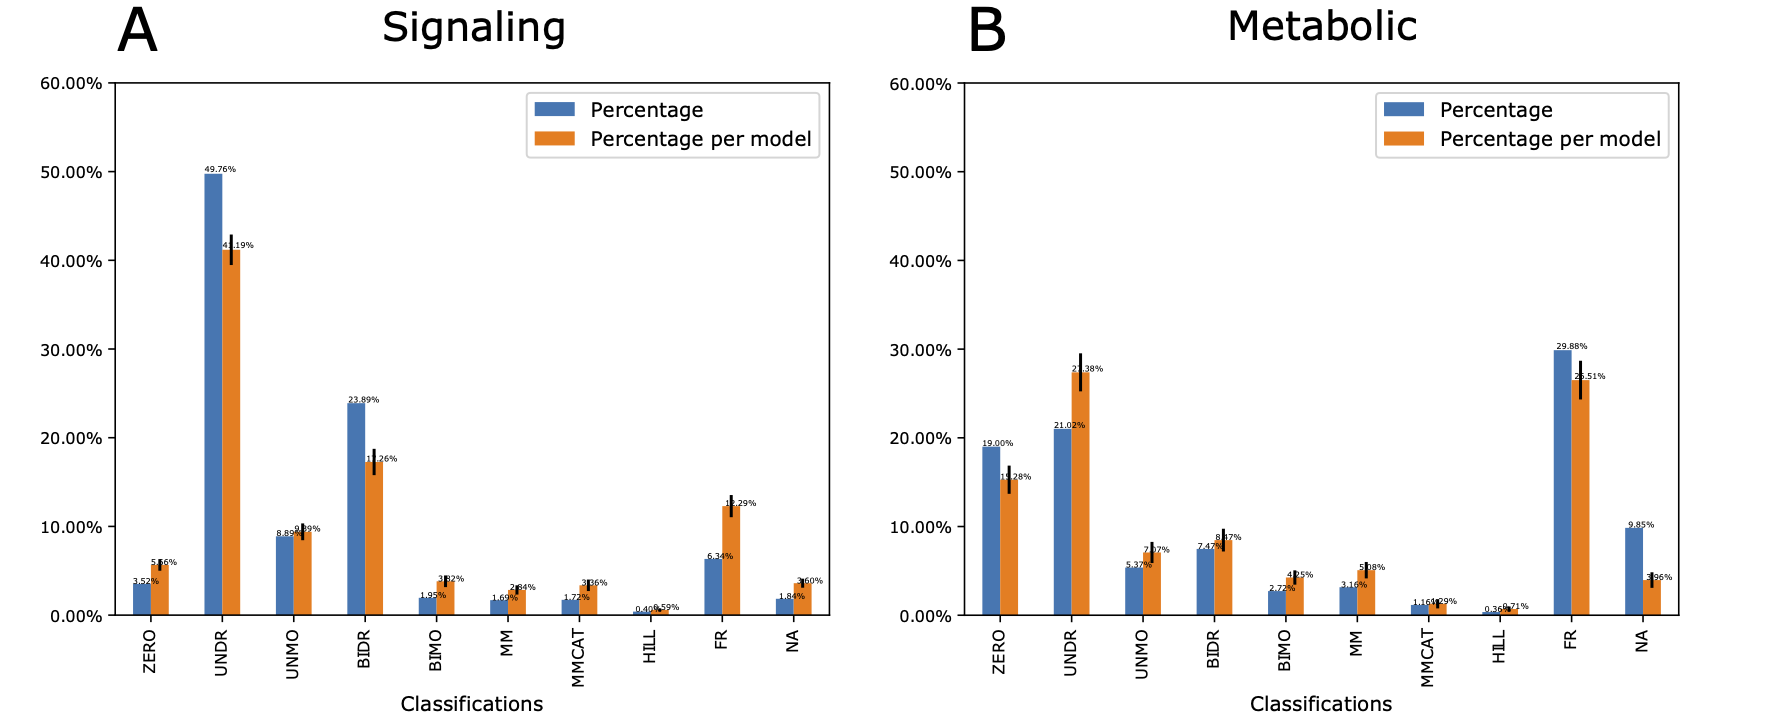 A
Signaling
60.00%
50.00%
40.00%
30.00%
20.00%
10.00%
0.00%
Percentage
Percentage per model
3.52%
5.66%
49.76%
41.19%
8.89%
23.89%
17.26%
1.95%
3.82%
1.69%
2.84%
1.72%
3.36%
0.40%
0.59%
6.34%
12.29%
1.84%
3.60%
ZERO
UNDR
UNMO
BIDR
BIMO
MM
MMCAT
HILL
FR
NA
Classifications
B
Metabolic
60.00%
50.00%
40.00%
30.00%
20.00%
10.00%
0.00%
Percentage
Percentage per model
19.00%
15.28%
21.02%
27.38%
5.37%
7.07%
7.47%
8.47%
2.72%
4.25%
3.16%
5.08%
1.16%
1.29%
0.36%
0.71%
29.88%
26.51%
9.85%
3.96%
ZERO
UNDR
UNMO
BIDR
BIMO
MM
MMCAT
HILL
FR
NA
Classifications